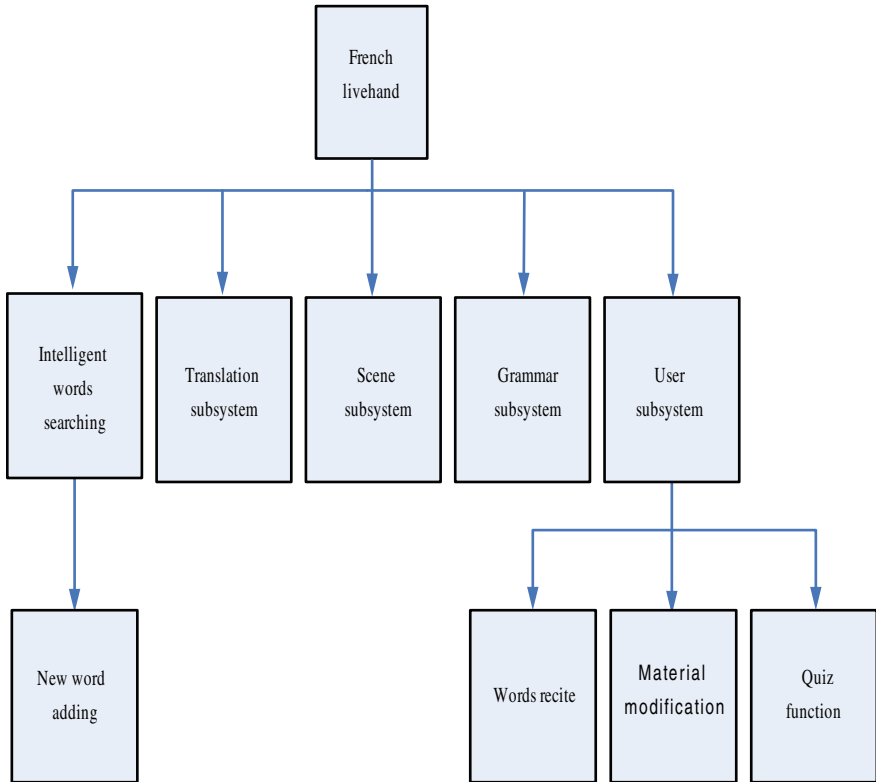 French
livehand
Intelligent
words
searching
Translation
subsystem
Scene
subsystem
Grammar
subsystem
User
subsystem
New word
adding
Words recite
Material
modification
Quiz
function